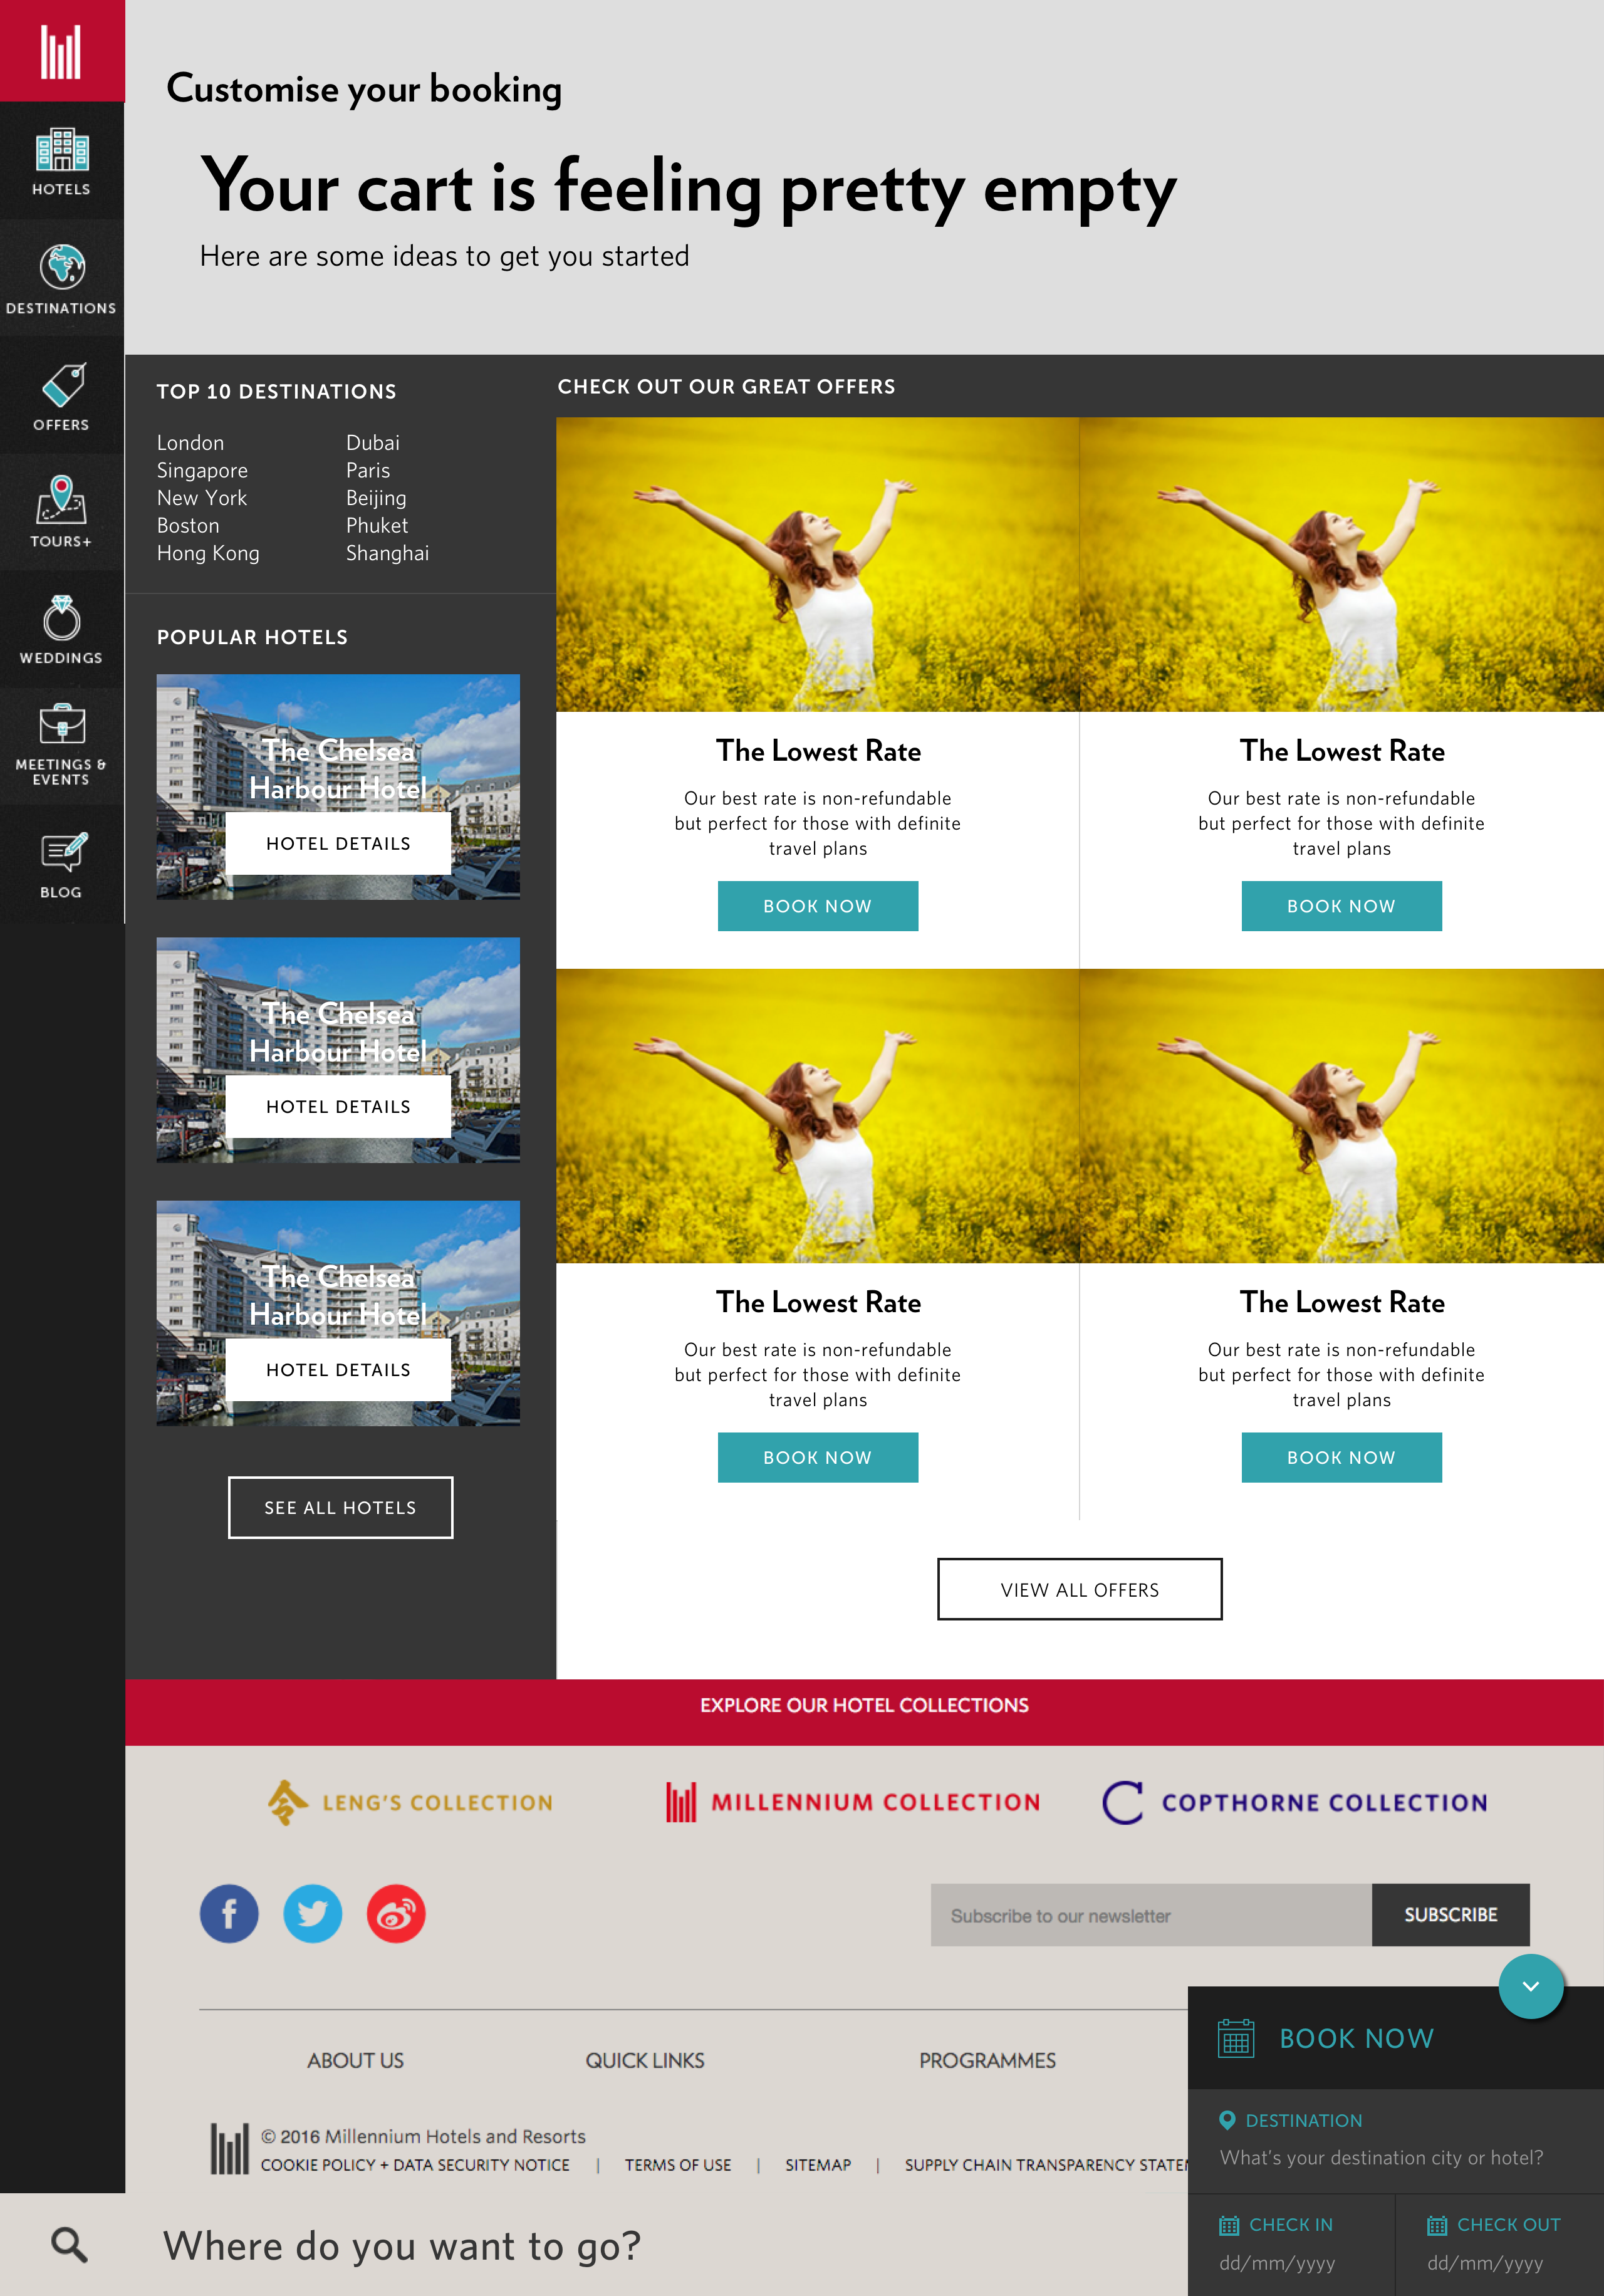 Customise your booking
Your cart is feeling pretty empty
Here are some ideas to get you started
HOTELS
DESTINATIONS
OFFERS
TOURS+
WEDDINGS
MEETINGS &
EVENTS
BLOG
TOP 10 DESTINATIONS
London
Singapore
New York
Boston
Hong Kong
Dubai
Paris
Beijing
Phuket
Shanghai
POPULAR HOTELS
The Chelsea
Harbour Hotel
HOTEL DETAILS
The Chelsea
Harbour Hotel
HOTEL DETAILS
The Chelsea
Harbour Hotel
HOTEL DETAILS
SEE ALL HOTELS
CHECK OUT OUR GREAT OFFERS
The Lowest Rate
Our best rate is non-refundable
but perfect for those with definite
travel plans
BOOK NOW
The Lowest Rate
Our best rate is non-refundable
but perfect for those with definite
travel plans
BOOK NOW
The Lowest Rate
Our best rate is non-refundable
but perfect for those with definite
travel plans
BOOK NOW
The Lowest Rate
Our best rate is non-refundable
but perfect for those with definite
travel plans
BOOK NOW
VIEW ALL OFFERS
EXPLORE OUR HOTEL COLLECTIONS
LENG'S COLLECTION
MILLENNIUM COLLECTION
COPTHORNE COLLECTION
Subscribe to our newsletter
SUBSCRIBE
ABOUT US
QUICK LINKS
PROGRAMMES
© 2016 Millennium Hotels and Resorts
COOKIE POLICY + DATA SECURITY NOTICE | TERMS OF USE | SITEMAP | SUPPLY CHAIN TRANSPARENCY STATE
BOOK NOW
DESTINATION
What's your destination city or hotel?
CHECK IN
dd/mm/yyyy
CHECK OUT
dd/mm/yyyy
Where do you want to go?